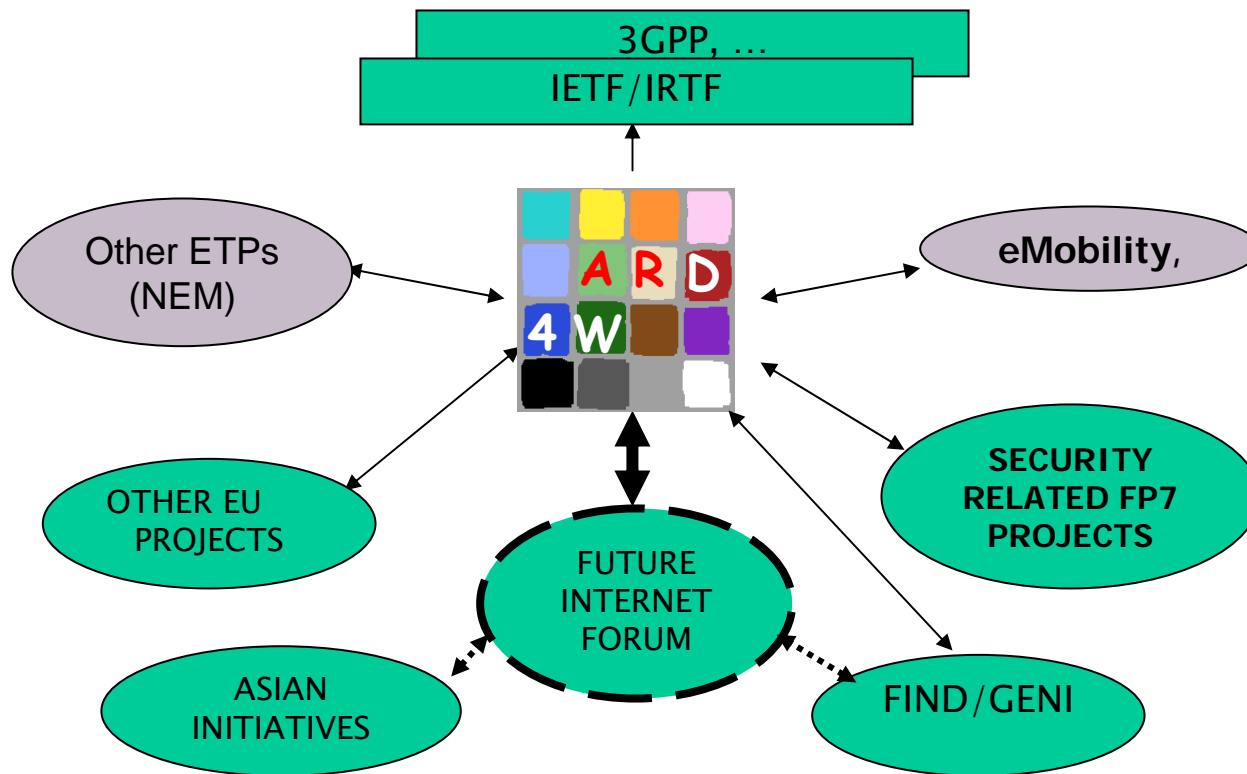 3GPP, …
IETF/IRTF
Other ETPs
(NEM)
eMobility,
A R D
4 W
OTHER EU
PROJECTS
SECURITY
RELATED FP7
PROJECTS
FUTURE
INTERNET
FORUM
ASIAN
INITIATIVES
FIND/GENI